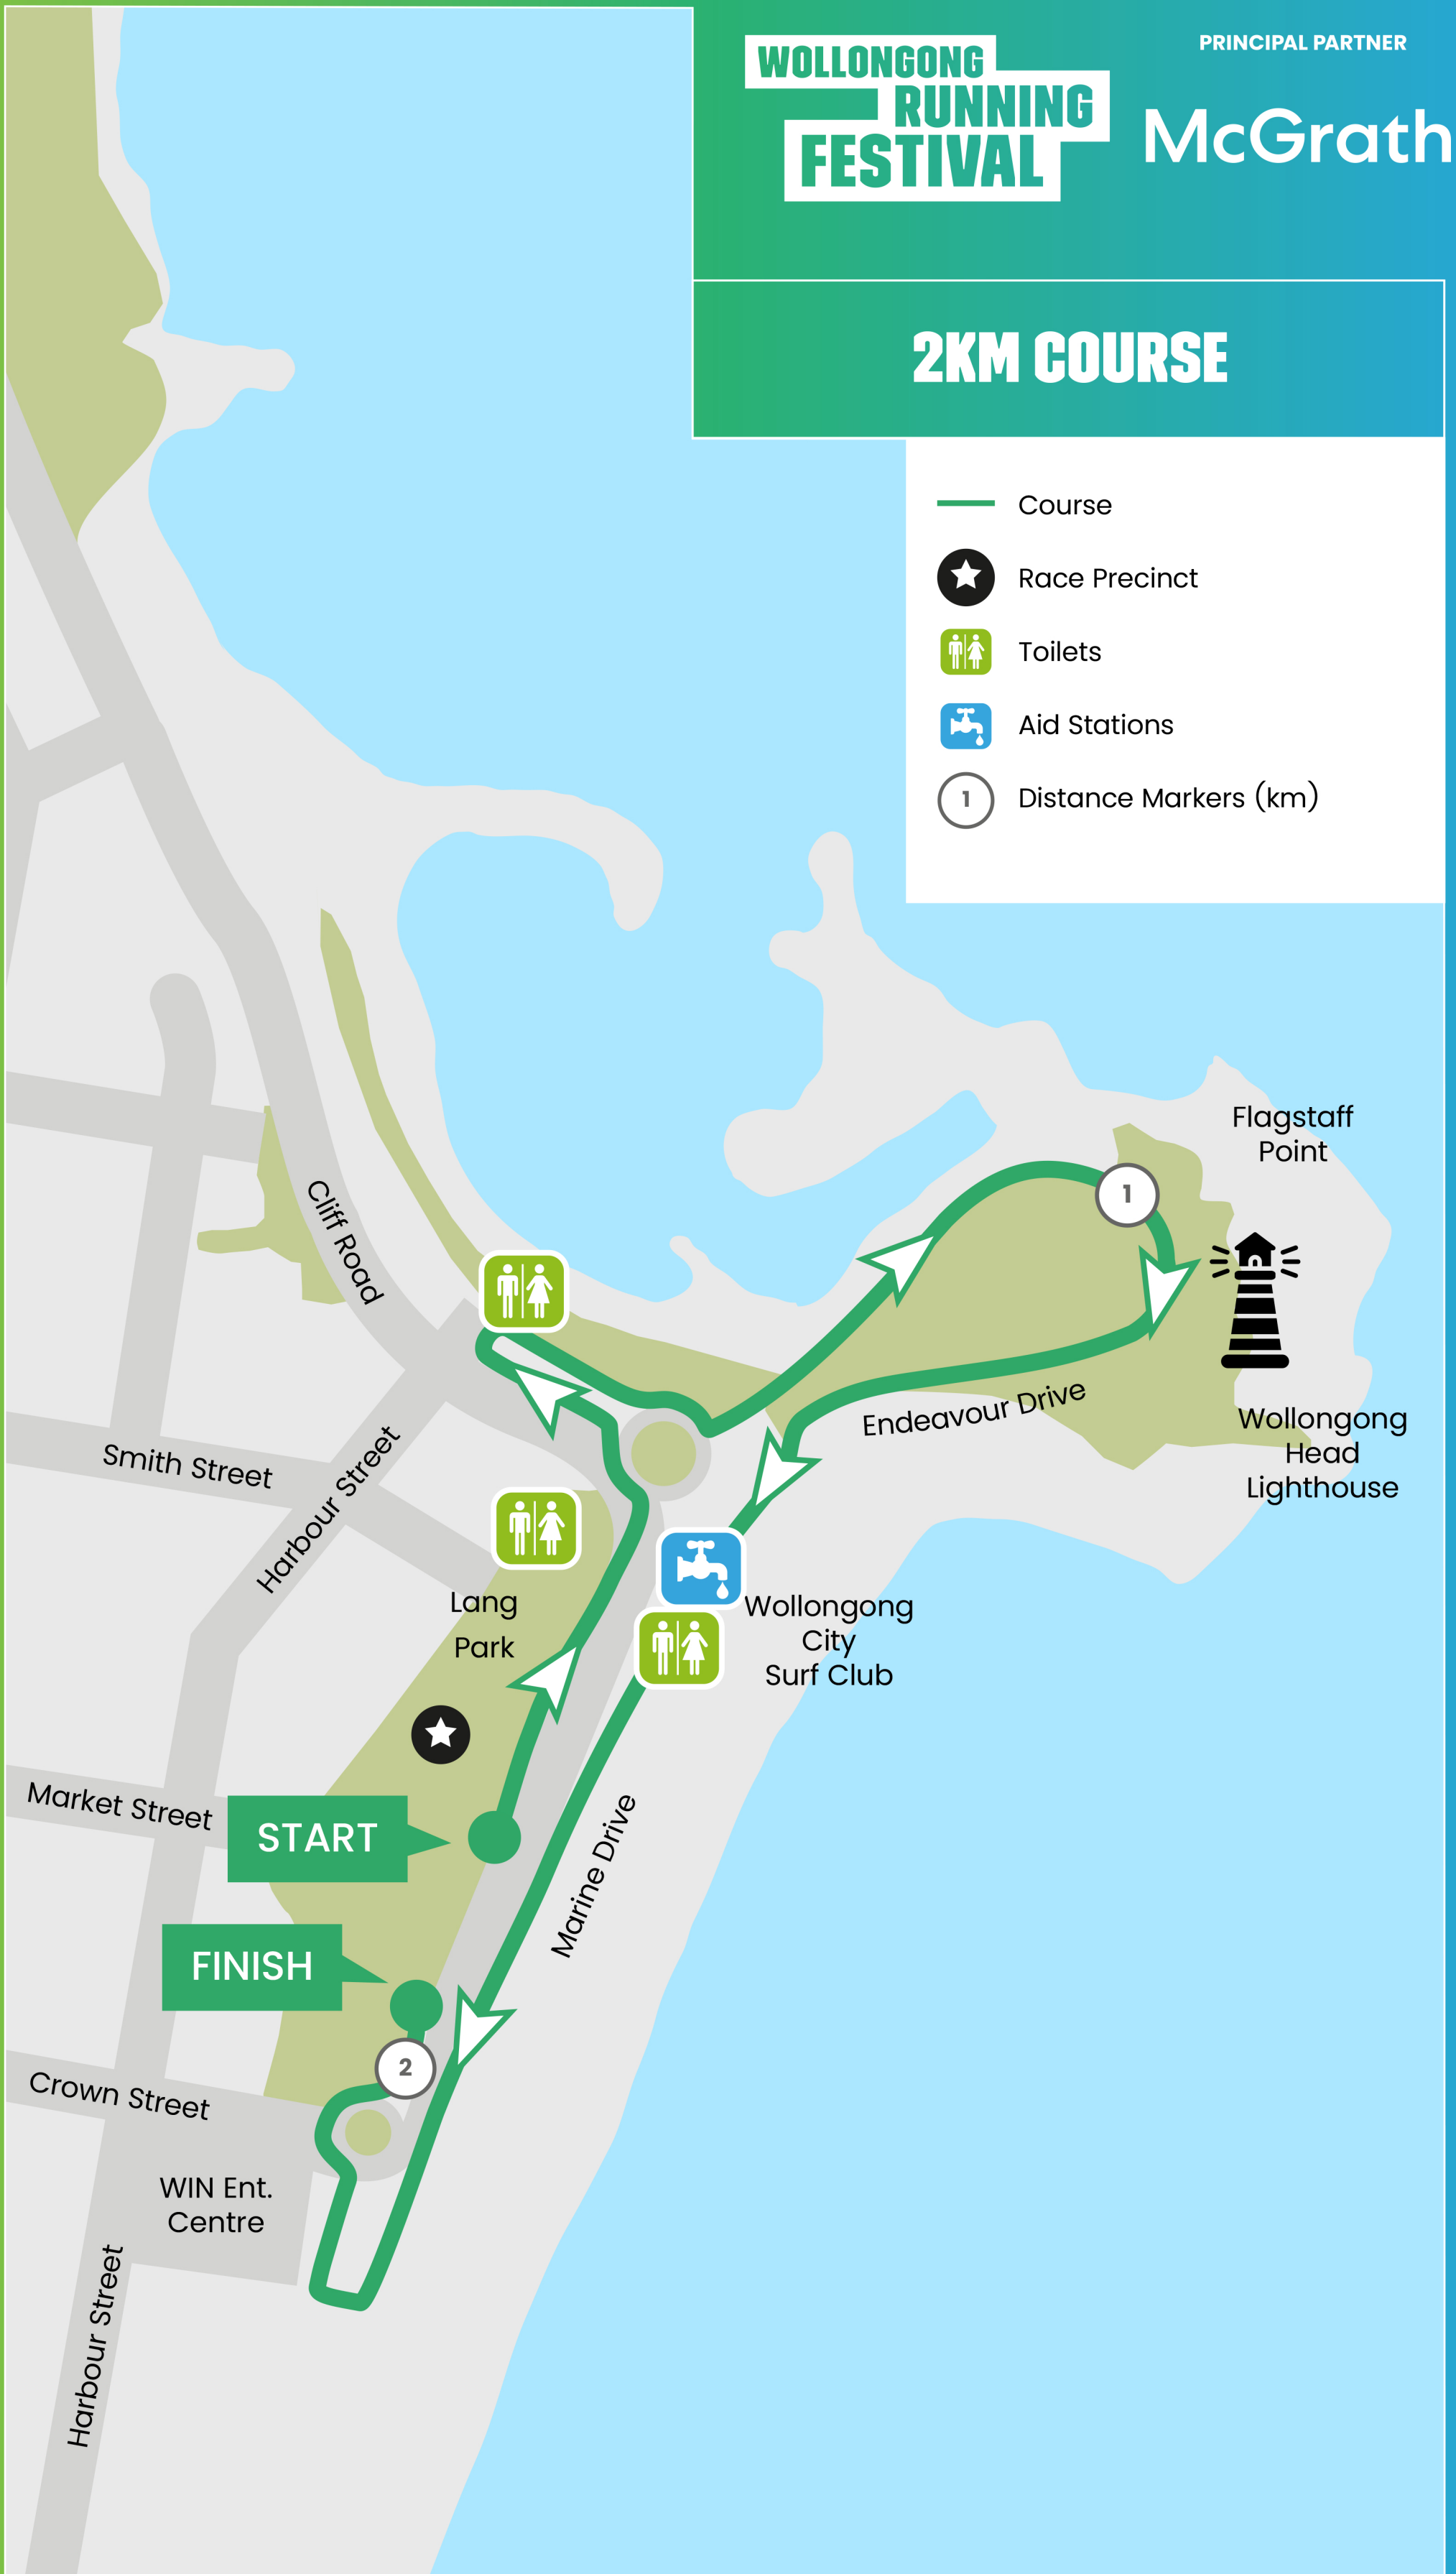 WOLLONGONG
RUNNING
FESTIVAL
PRINCIPAL PARTNER
McGrath
2KM COURSE
Course
Race Precinct
Toilets
Aid Stations
1
Distance Markers (km)
Flagstaff
Point
1
Cliff Road
Endeavour Drive
Wollongong
Head
Lighthouse
Smith Street
Harbour Street
Lang
Park
Wollongong
City
Surf Club
Market Street
START
Marine Drive
FINISH
2
Crown Street
WIN Ent.
Centre
Harbour Street